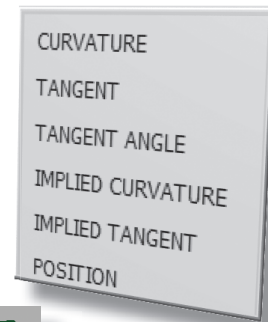 CURVATURE
TANGENT
TANGENT ANGLE
IMPLIED CURVATURE
IMPLIED TANGENT
POSITION